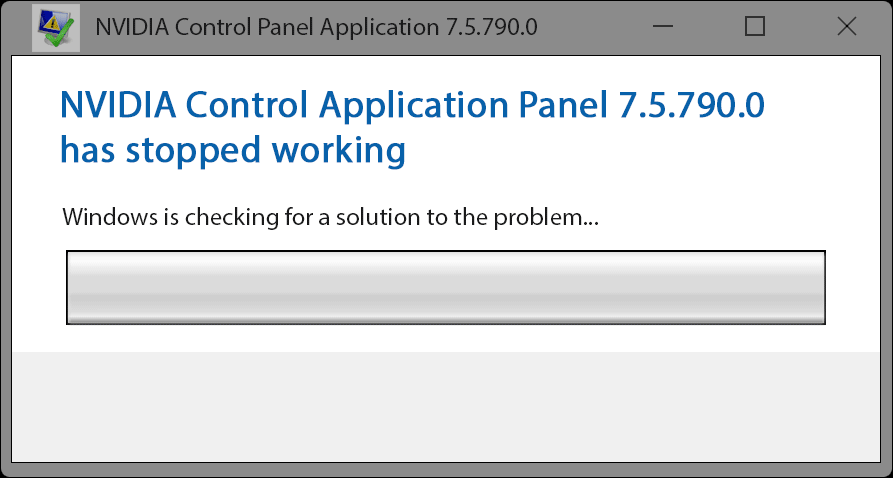 NVIDIA Control Panel Application 7.5.790.0
NVIDIA Control Application Panel 7.5.790.0
has stopped working
Windows is checking for a solution to the problem...